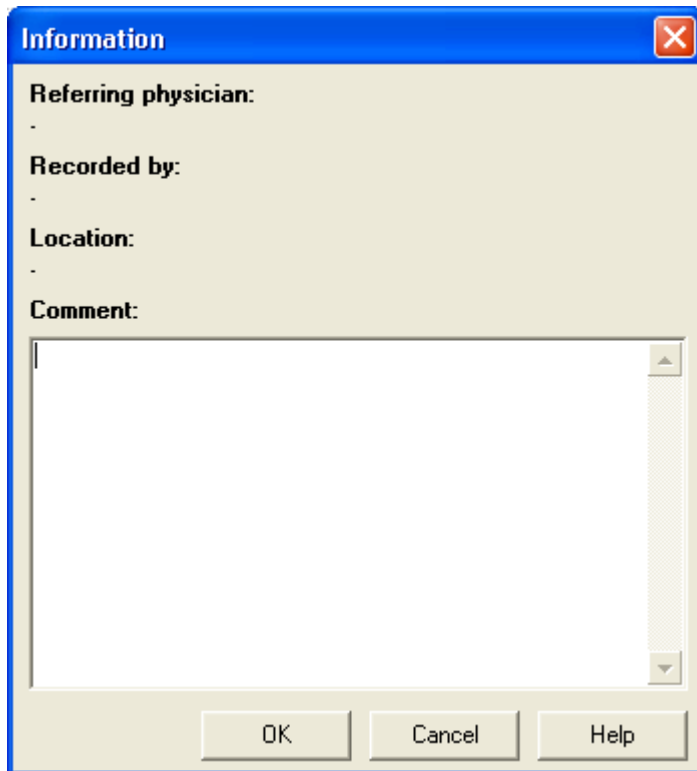 Information
Referring physician:
-
Recorded by:
-
Location:
-
Comment:
OK Cancel Help